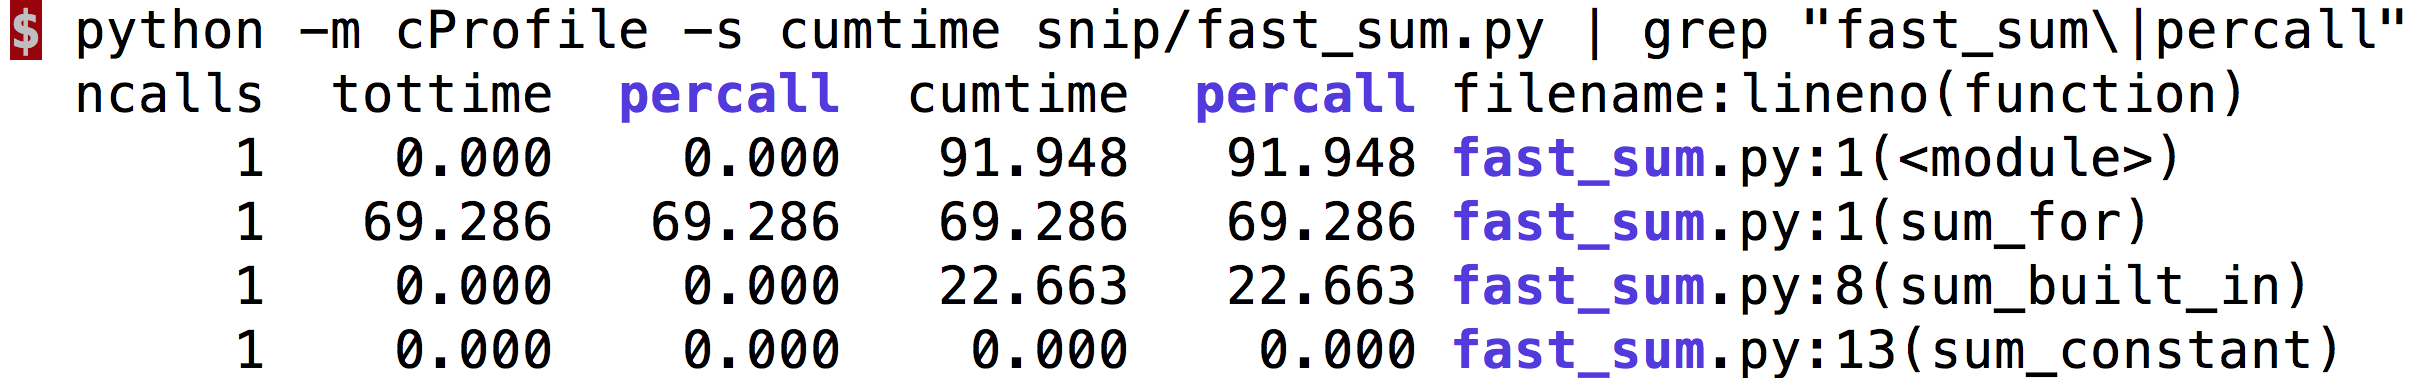 $ python -m cProfile -s cumtime snip/fast_sum.py | grep "fast_sum\|percall"
ncalls tottime percall cumtime percall filename:lineno(function)
1 0.000 0.000 91.948 91.948 fast_sum.py:1(<module>)
1 69.286 69.286 69.286 69.286 fast_sum.py:1(sum_for)
1 0.000 0.000 22.663 22.663 fast_sum.py:8(sum_built_in)
1 0.000 0.000 0.000 0.000 fast_sum.py:13(sum_constant)